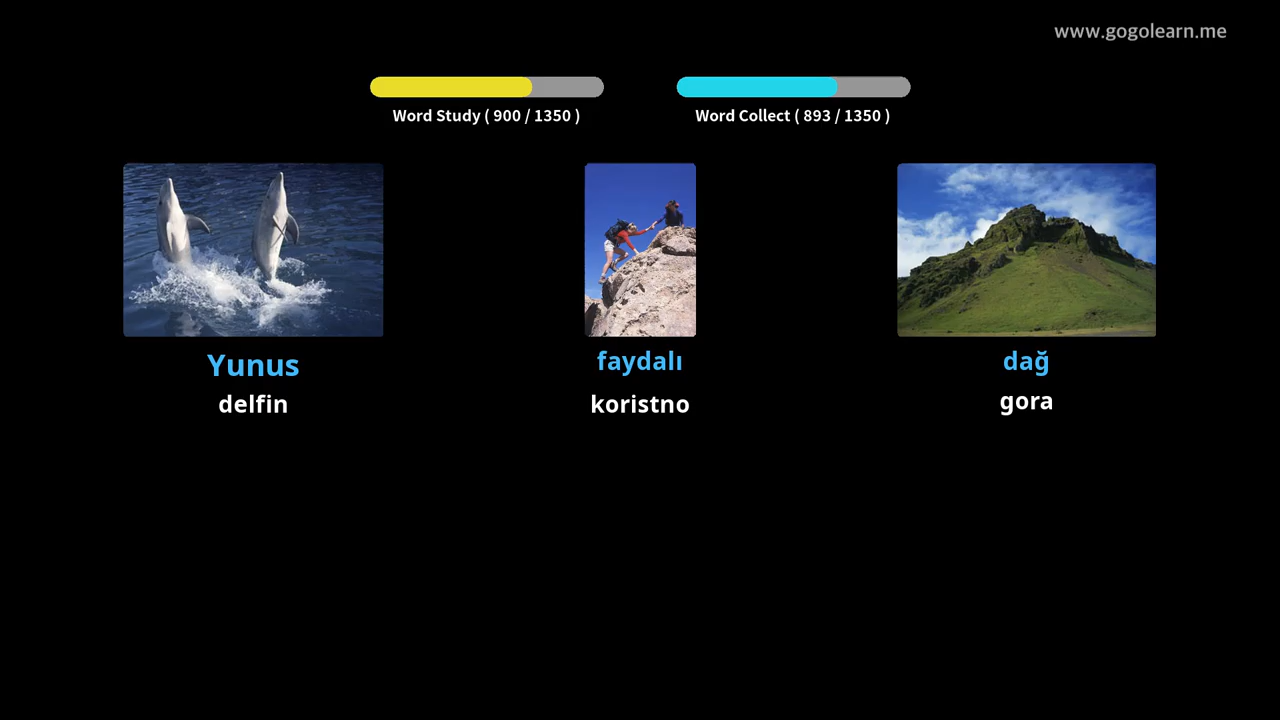 www.gogolearn.me
Word Study ( 900 / 1350 )
Word Collect ( 893 / 1350 )
Yunus
delfin
faydalı
koristno
dağ
gora